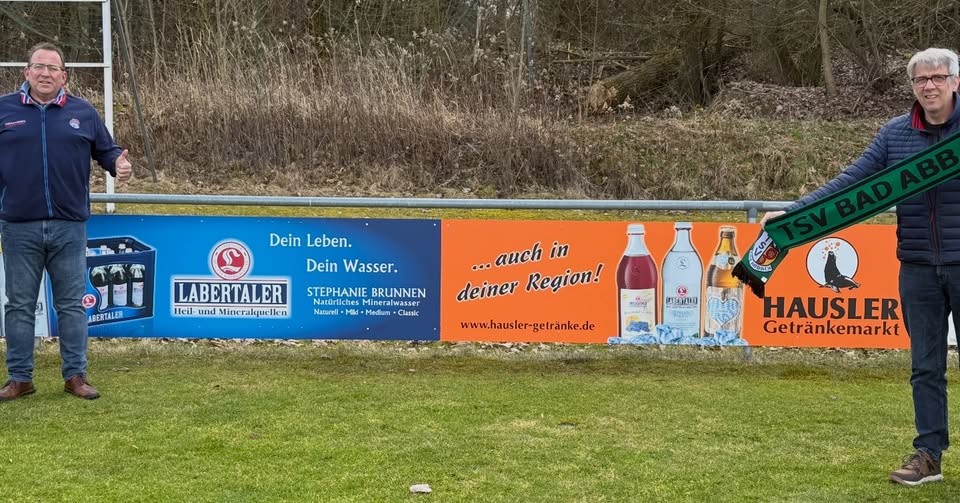 Dein Leben.
Dein Wasser.
LABERTALER
Heil- und Mineralquellen
STEPHANIE BRUNNEN
Natürliches Mineralwasser
Naturell • Mild • Medium • Classic
... auch in
deiner Region!
www.hausler-getränke.de
LABERTALER
HAUSLER
Getränkemarkt
TSV BAD ABB